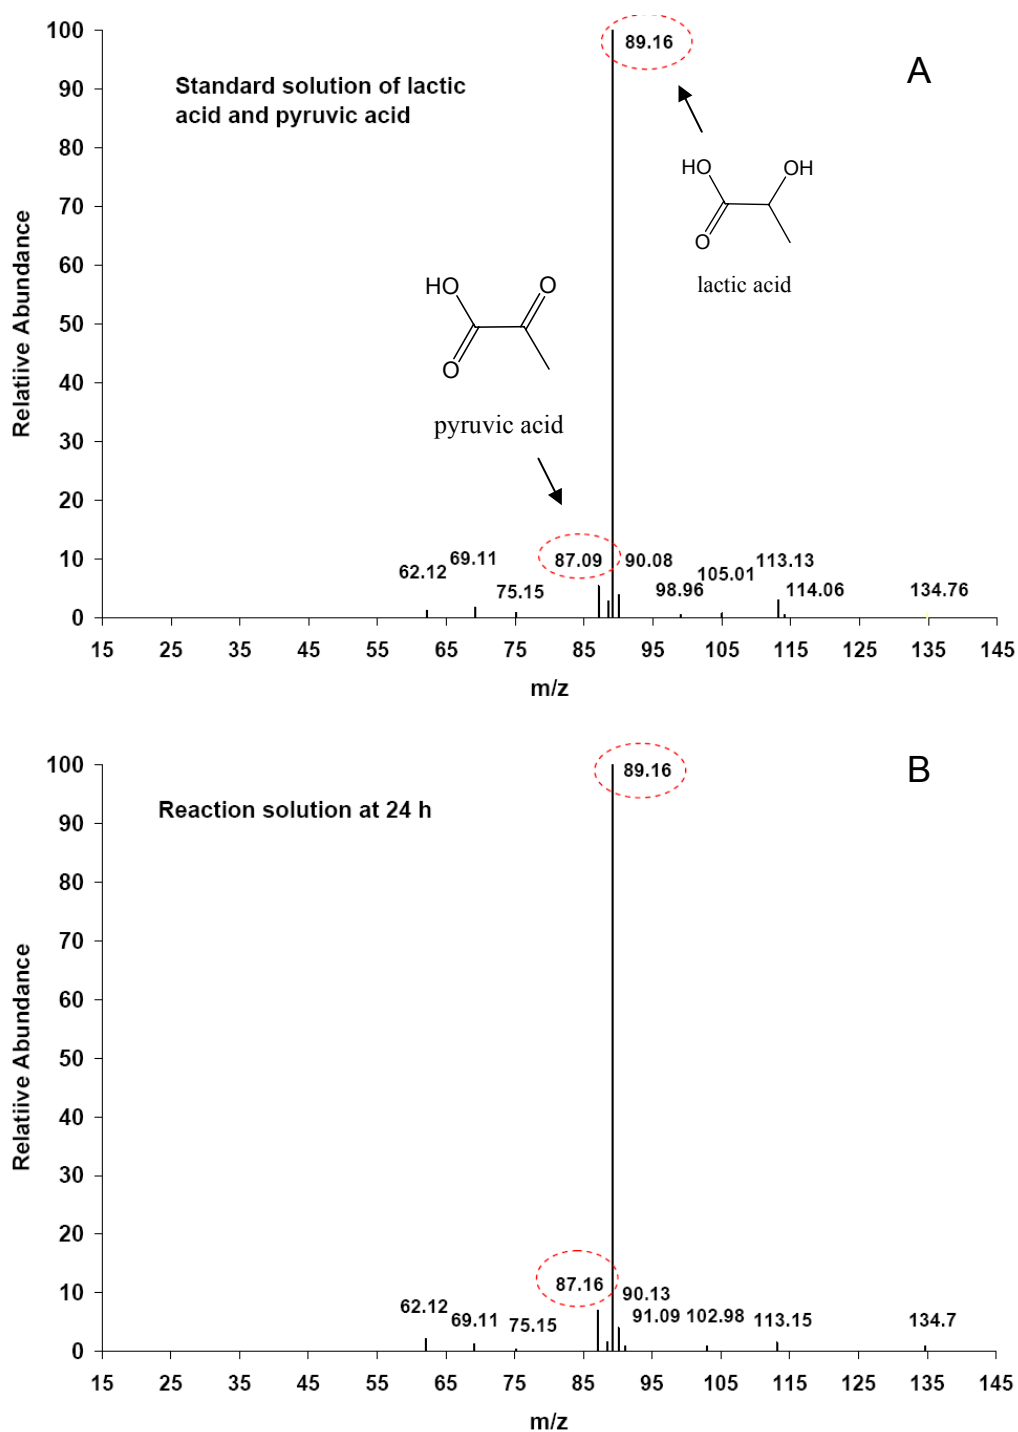 A
Standard solution of lactic
acid and pyruvic acid
Relatiive Abundance
100
90
80
70
60
50
40
30
20
10
0
89.16
HO
OH
O
lactic acid
HO
O
O
pyruvic acid
62.12
69.11
75.15
87.09
90.08
98.96
105.01
113.13
114.06
134.76
15 25 35 45 55 65 75 85 95 105 115 125 135 145
m/z
B
Reaction solution at 24 h
Relatiive Abundance
100
90
80
70
60
50
40
30
20
10
0
89.16
62.12
69.11
75.15
87.16
90.13
91.09
102.98
113.15
134.7
15 25 35 45 55 65 75 85 95 105 115 125 135 145
m/z